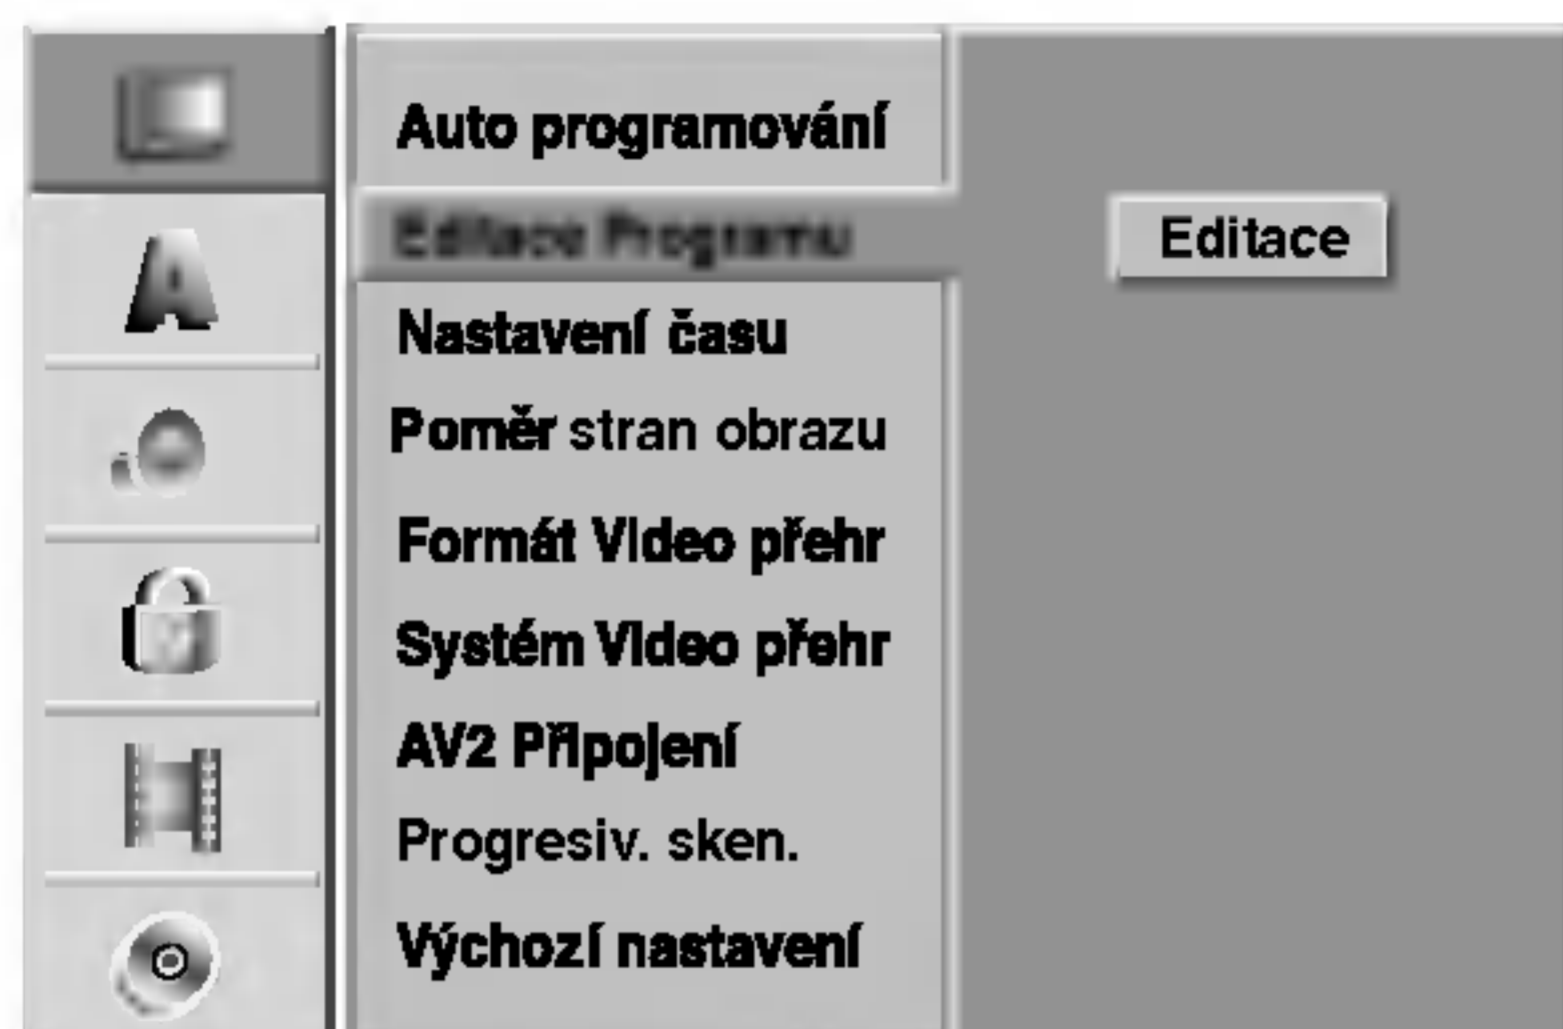 Auto programování
Editace Programu
Editace
Nastavení času
Poměr stran obrazu
Formát Video přehr
Systém Video přehr
AV2 Připojení
Progresiv. sken.
Výchozí nastavení